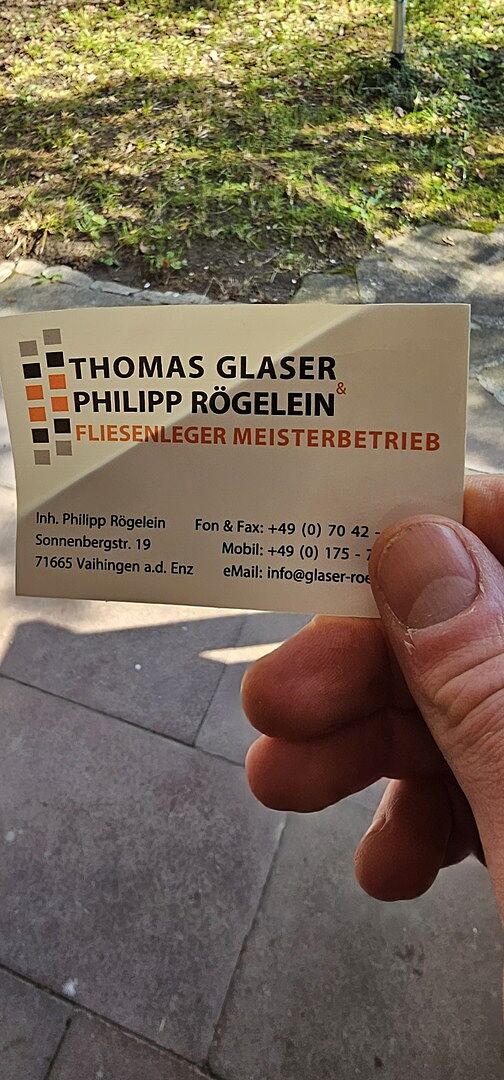 THOMAS GLASER
&
PHILIPP RÖGELEIN
FLIESENLEGER MEISTERBETRIEB
Inh. Philipp Rögelein
Sonnenbergstr. 19
71665 Vaihingen a.d. Enz
Fon & Fax: +49 (0) 70 42 -
Mobil: +49 (0) 175 - 7
eMail: info@glaser-roe